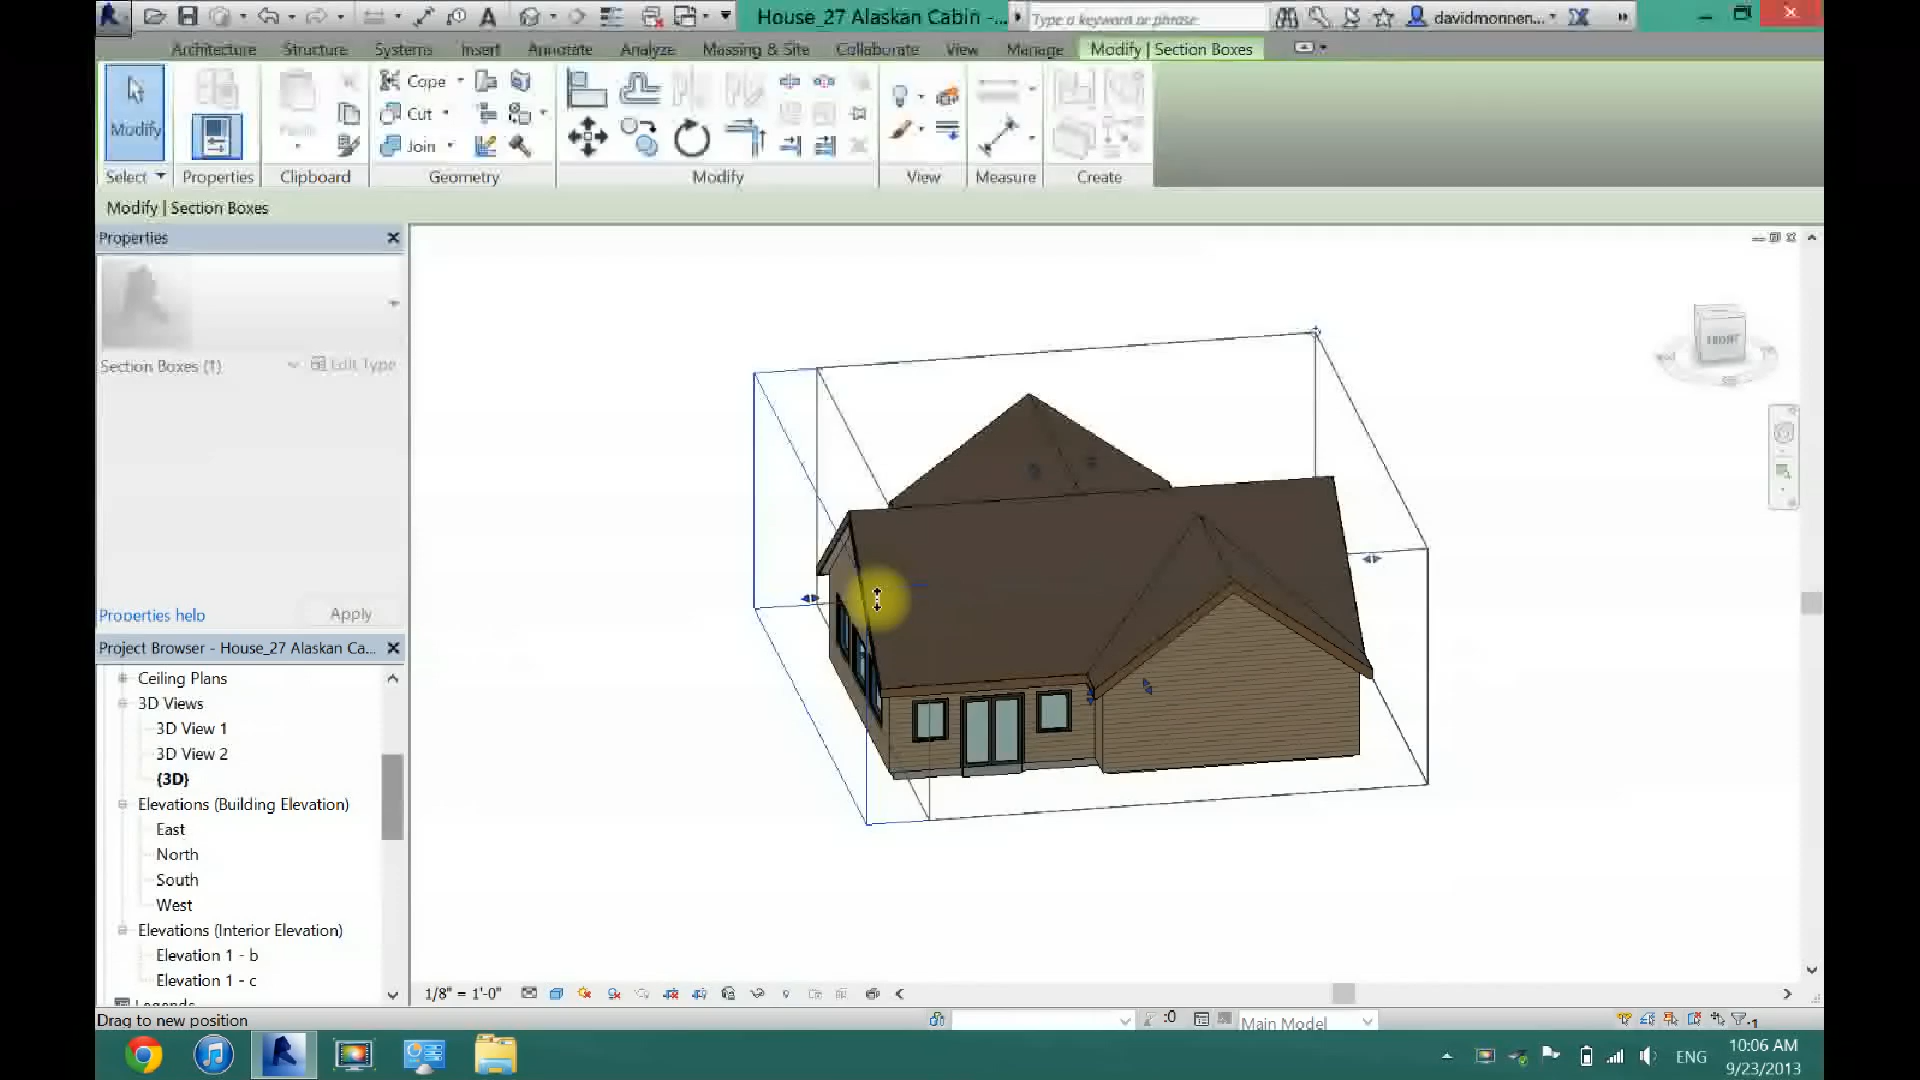 House_27 Alaskan Cabin -...
Type a keyword or phrase
davidmonnen...
Architecture Structure Systems Insert Annotate Analyze Massing & Site Collaborate View Manage Modify | Section Boxes
Modify
Cope
Cut
Join
Select Properties Clipboard Geometry Modify View Measure Create
Modify | Section Boxes
Properties
Section Boxes (1) Edit Type
Properties help Apply
Project Browser - House_27 Alaskan Ca...
Ceiling Plans
3D Views
3D View 1
3D View 2
{3D}
Elevations (Building Elevation)
East
North
South
West
Elevations (Interior Elevation)
Elevation 1 - b
Elevation 1 - c
Legends
FRONT
1/8" = 1'-0"
Drag to new position
:0
Main Model
ENG
10:06 AM
9/23/2013